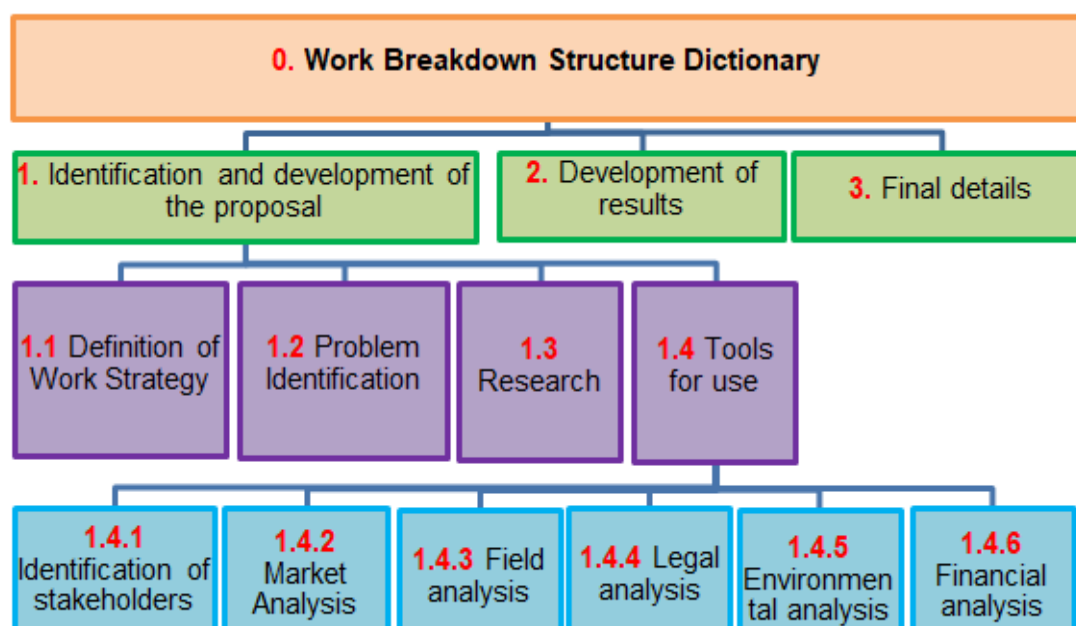 0. Work Breakdown Structure Dictionary
1. Identification and development of
the proposal
2. Development of
results
3. Final details
1.1 Definition of
Work Strategy
1.2 Problem
Identification
1.3
Research
1.4 Tools
for use
1.4.1
Identification of
stakeholders
1.4.2
Market
Analysis
1.4.3 Field
analysis
1.4.4 Legal
analysis
1.4.5
Environmen
tal analysis
1.4.6
Financial
analysis